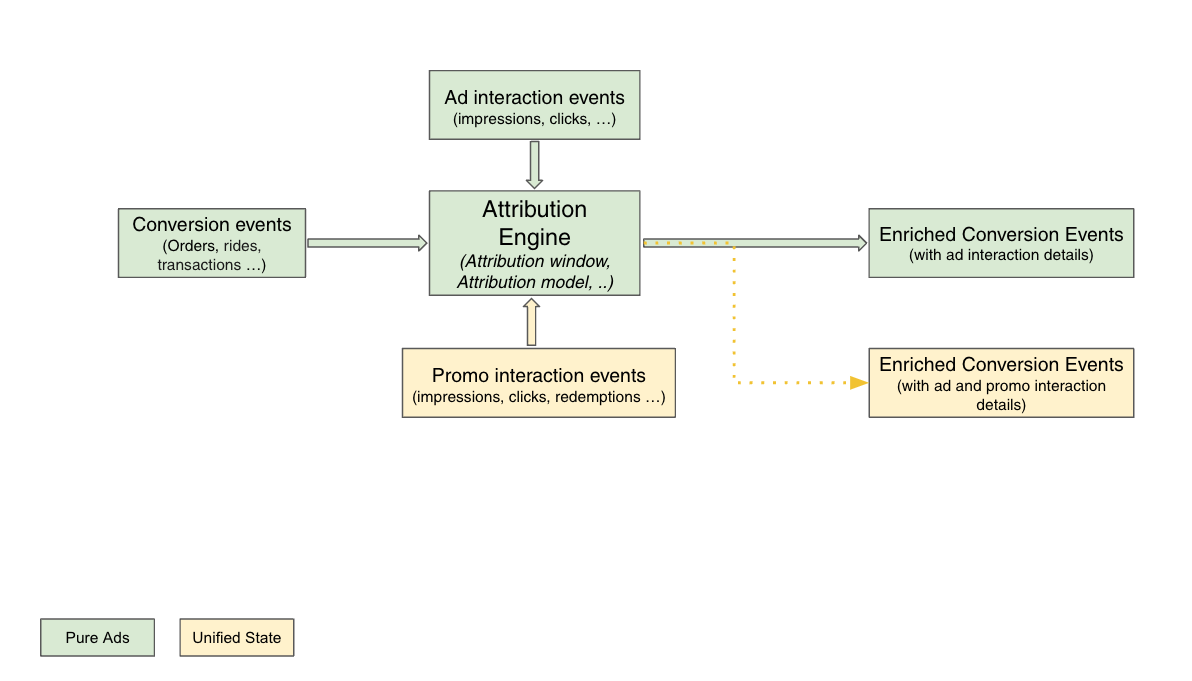 Ad interaction events
(impressions, clicks, …)
Conversion events
(Orders, rides,
transactions …)
Attribution
Engine
(Attribution window,
Attribution model, ..)
Enriched Conversion Events
(with ad interaction details)
Promo interaction events
(impressions, clicks, redemptions …)
Enriched Conversion Events
(with ad and promo interaction
details)
Pure Ads
Unified State